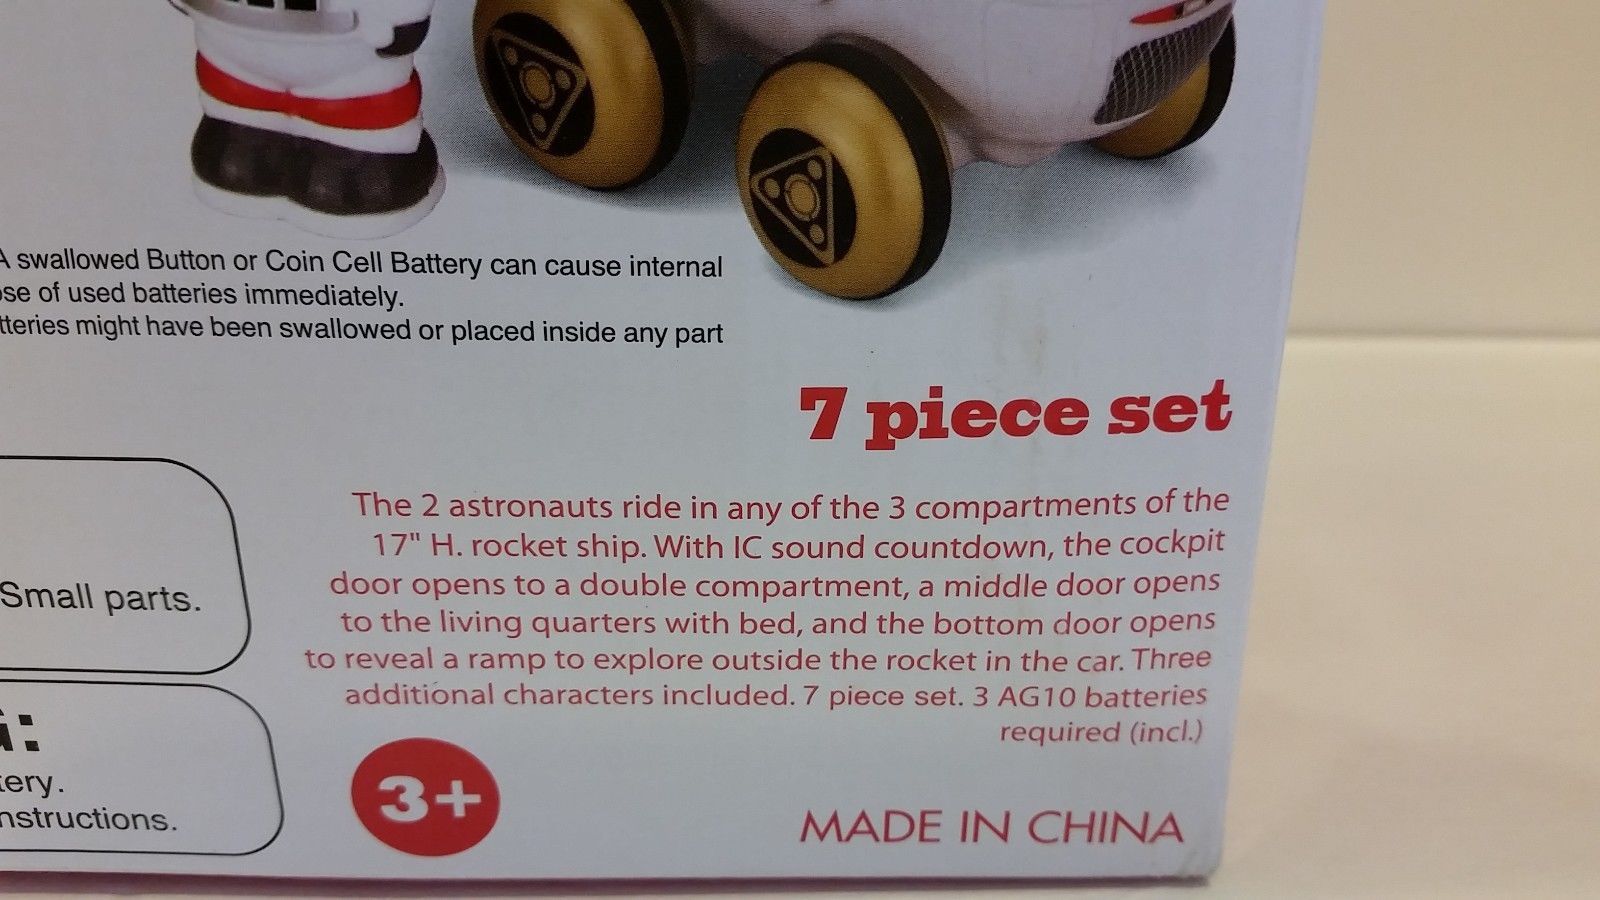 A swallowed Button or Coin Cell Battery can cause internal
of used batteries immediately.
might have been swallowed or placed inside any part
7 piece set
The 2 astronauts ride in any of the 3 compartments of the
17" H. rocket ship. With IC sound countdown, the cockpit
door opens to a double compartment, a middle door opens
to the living quarters with bed, and the bottom door opens
to reveal a ramp to explore outside the rocket in the car. Three
additional characters included. 7 piece set. 3 AG10 batteries
required (incl.)
Small parts.
3+
MADE IN CHINA